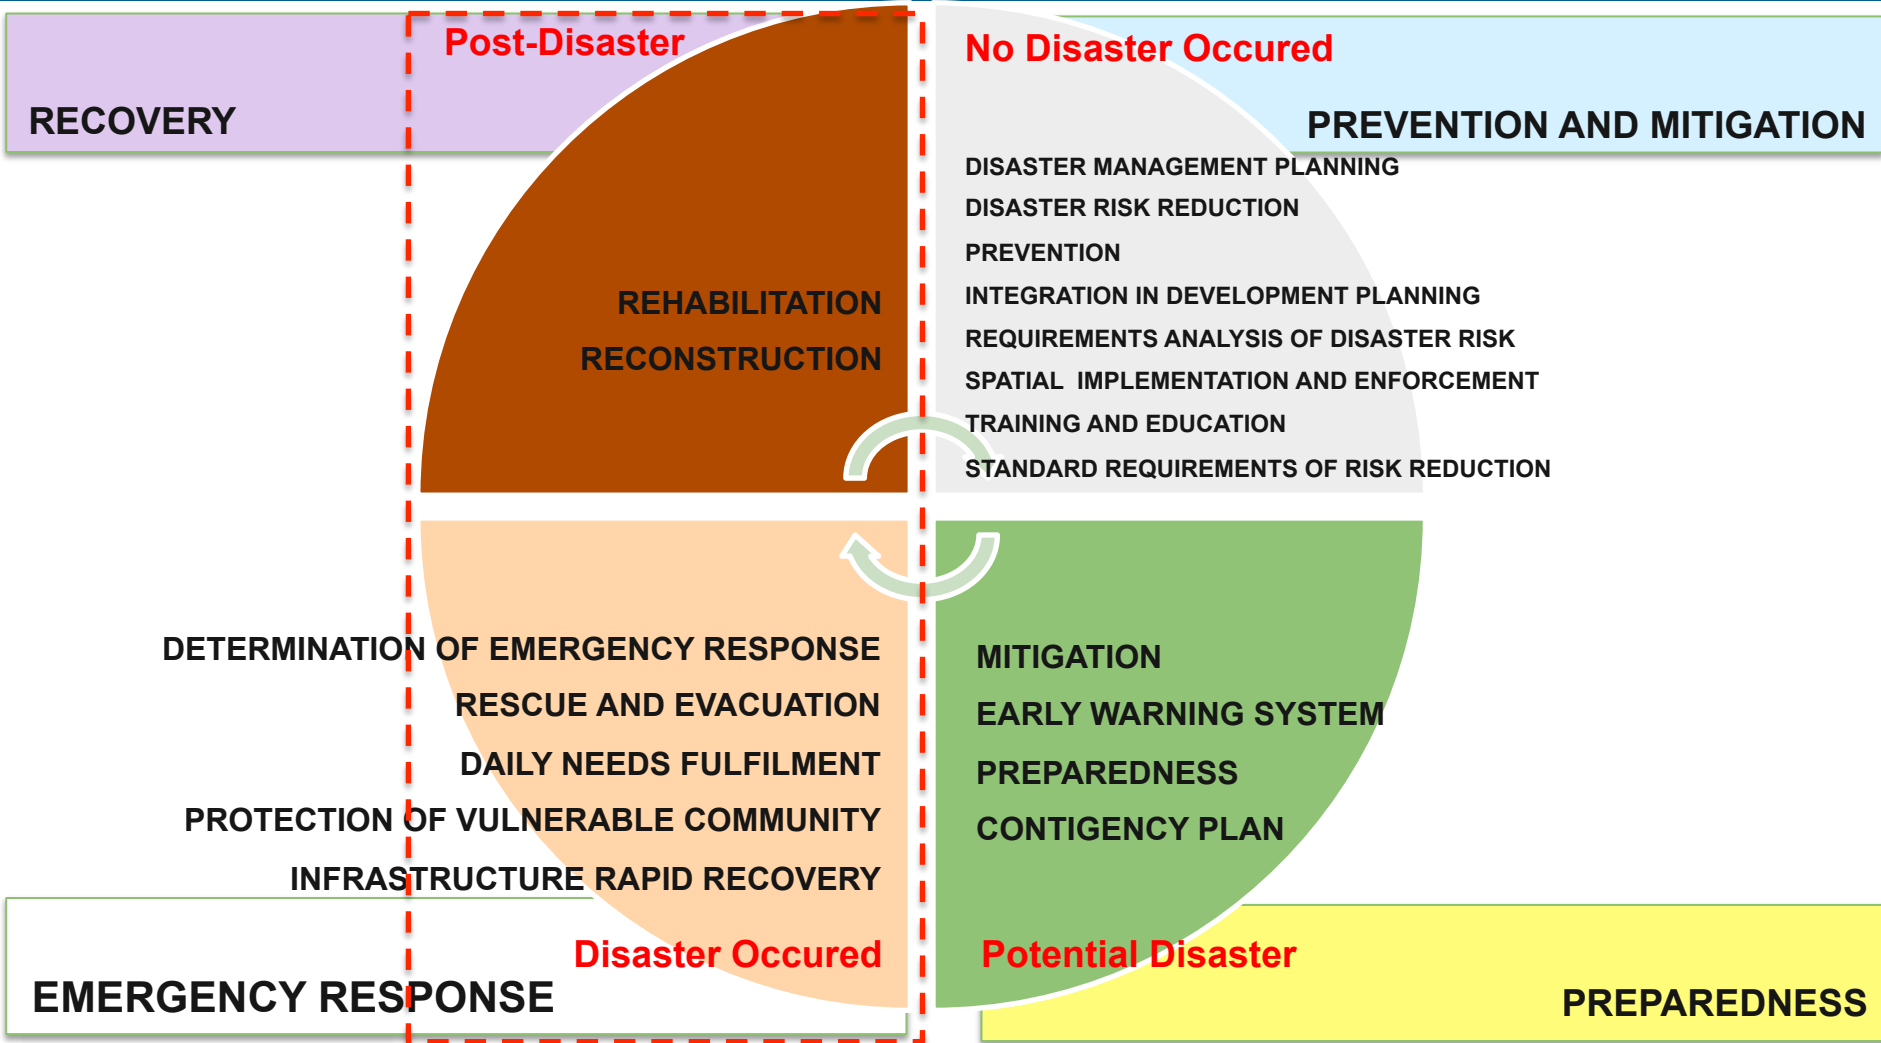 Post-Disaster
RECOVERY
REHABILITATION
RECONSTRUCTION
No Disaster Occured
PREVENTION AND MITIGATION
DISASTER MANAGEMENT PLANNING
DISASTER RISK REDUCTION
PREVENTION
INTEGRATION IN DEVELOPMENT PLANNING
REQUIREMENTS ANALYSIS OF DISASTER RISK
SPATIAL IMPLEMENTATION AND ENFORCEMENT
TRAINING AND EDUCATION
STANDARD REQUIREMENTS OF RISK REDUCTION
DETERMINATION OF EMERGENCY RESPONSE
RESCUE AND EVACUATION
DAILY NEEDS FULFILMENT
PROTECTION OF VULNERABLE COMMUNITY
INFRASTRUCTURE RAPID RECOVERY
Disaster Occured
EMERGENCY RESPONSE
MITIGATION
EARLY WARNING SYSTEM
PREPAREDNESS
CONTIGENCY PLAN
Potential Disaster
PREPAREDNESS